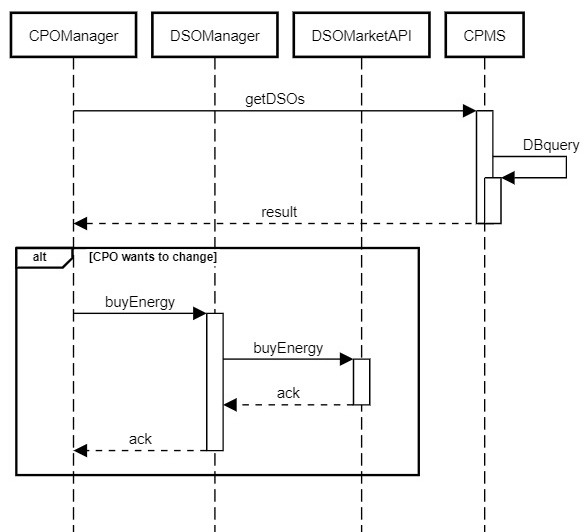 CPOManager
DSOManager
DSOMarketAPI
CPMS
getDSOs
DBquery
result
alt
[CPO wants to change]
buyEnergy
buyEnergy
ack
ack